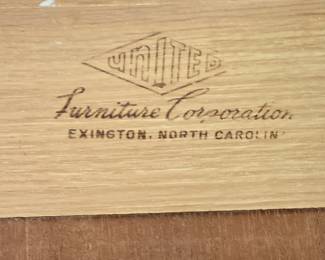 UNITED
Furniture Corporation
EXINGTON, NORTH CAROLIN